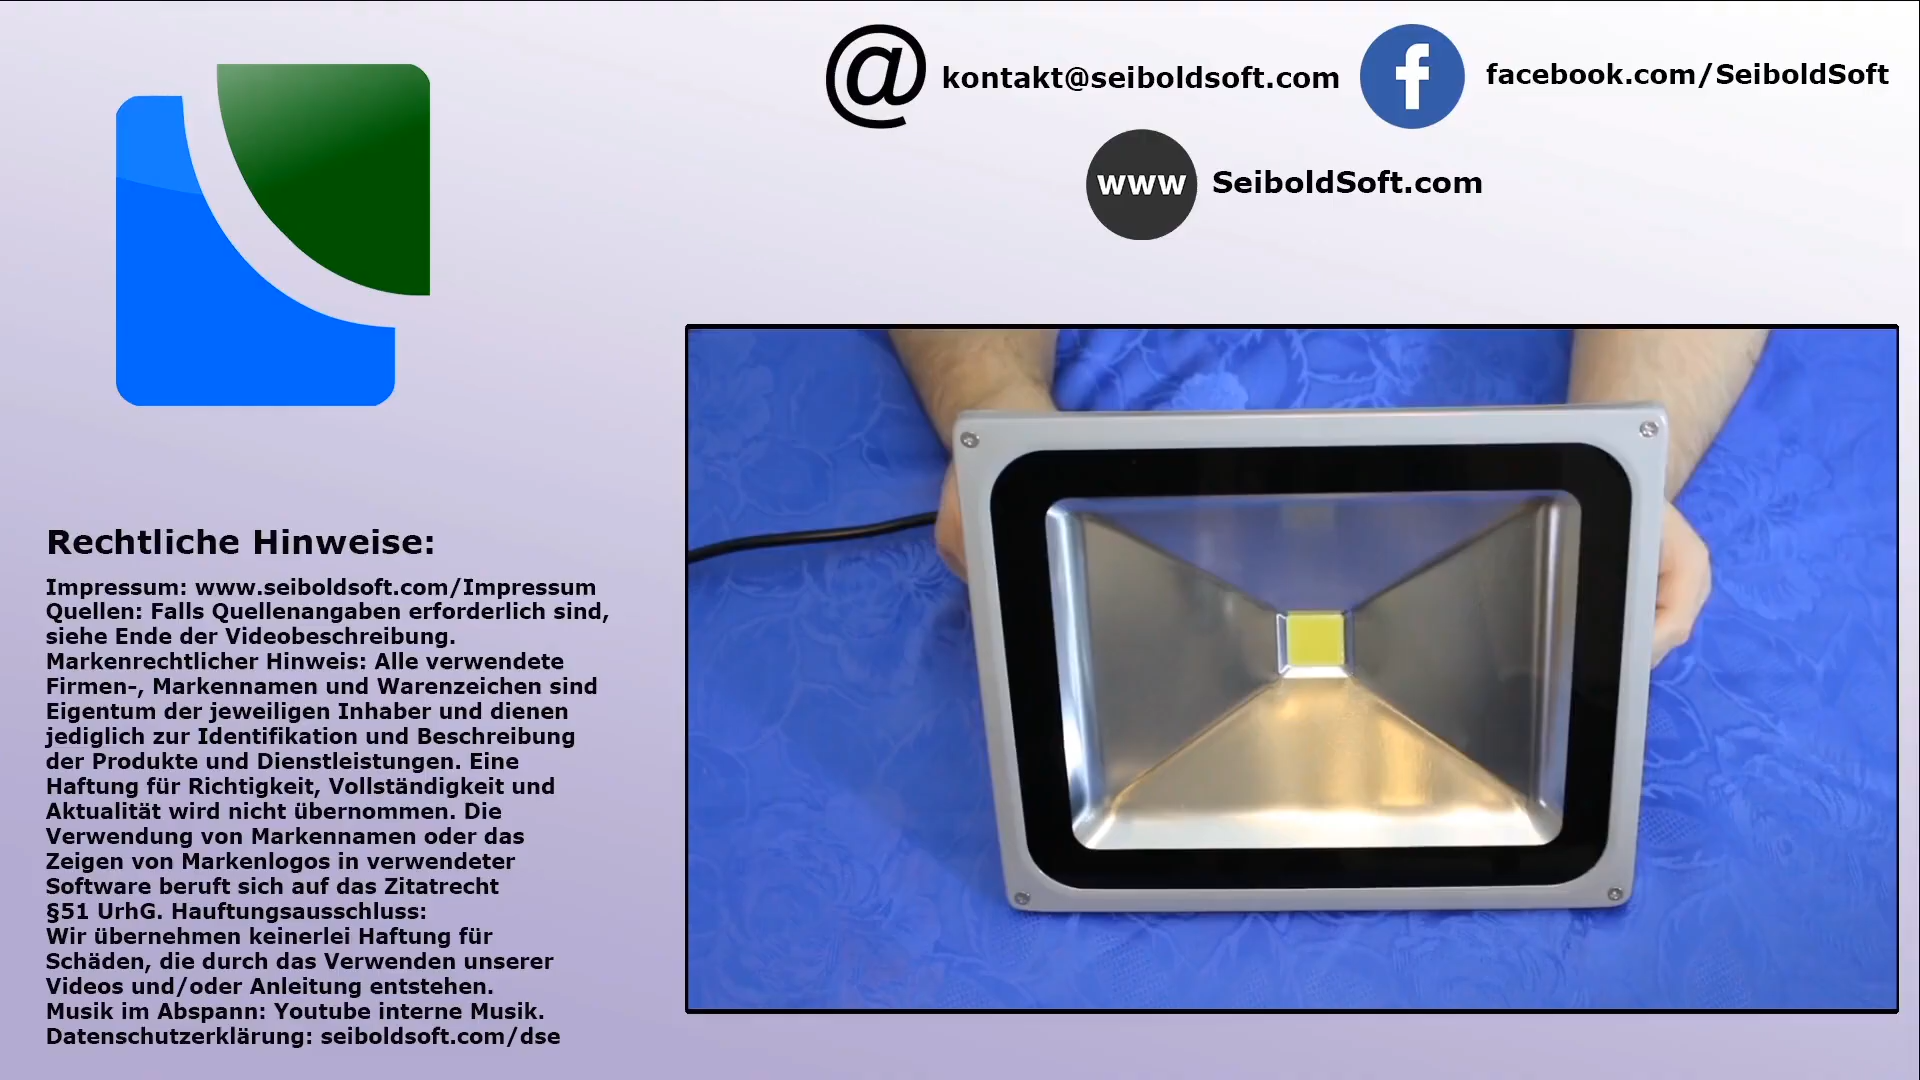 @ kontakt@seiboldsoft.com
f facebook.com/SeiboldSoft
www SeiboldSoft.com
Rechtliche Hinweise:
Impressum: www.seiboldsoft.com/Impressum
Quellen: Falls Quellenangaben erforderlich sind,
siehe Ende der Videobeschreibung.
Markenrechtlicher Hinweis: Alle verwendete
Firmen-, Markennamen und Warenzeichen sind
Eigentum der jeweiligen Inhaber und dienen
jediglich zur Identifikation und Beschreibung
der Produkte und Dienstleistungen. Eine
Haftung für Richtigkeit, Vollständigkeit und
Aktualität wird nicht übernommen. Die
Verwendung von Markennamen oder das
Zeigen von Markenlogos in verwendeter
Software beruft sich auf das Zitatrecht
§51 UrhG. Hauftungsausschluss:
Wir übernehmen keinerlei Haftung für
Schäden, die durch das Verwenden unserer
Videos und/oder Anleitung entstehen.
Musik im Abspann: Youtube interne Musik.
Datenschutzerklärung: seiboldsoft.com/dse